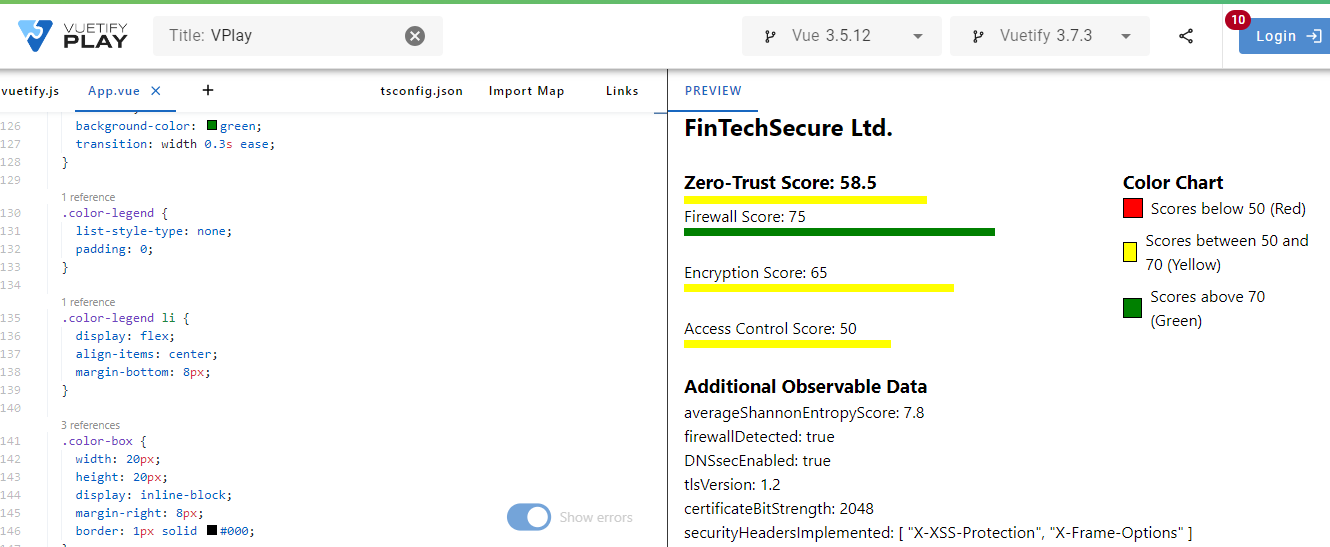 VUETIFY
PLAY
Title: VPlay
Vue 3.5.12
Vuetify 3.7.3
10
Login
vuetify.js
App.vue
+
tsconfig.json
Import Map
Links
126 background-color: green;
127 transition: width 0.3s ease;
128 }
129
1 reference
130 .color-legend {
131 list-style-type: none;
132 padding: 0;
133 }
134
1 reference
135 .color-legend li {
136 display: flex;
137 align-items: center;
138 margin-bottom: 8px;
139 }
140
3 references
141 .color-box {
142 width: 20px;
143 height: 20px;
144 display: inline-block;
145 margin-right: 8px;
146 border: 1px solid #000;
Show errors
PREVIEW
FinTechSecure Ltd.
Zero-Trust Score: 58.5
Firewall Score: 75
Encryption Score: 65
Access Control Score: 50
Color Chart
Scores below 50 (Red)
Scores between 50 and
70 (Yellow)
Scores above 70
(Green)
Additional Observable Data
averageShannonEntropyScore: 7.8
firewallDetected: true
DNSsecEnabled: true
tlsVersion: 1.2
certificateBitStrength: 2048
securityHeadersImplemented: [ "X-XSS-Protection", "X-Frame-Options" ]